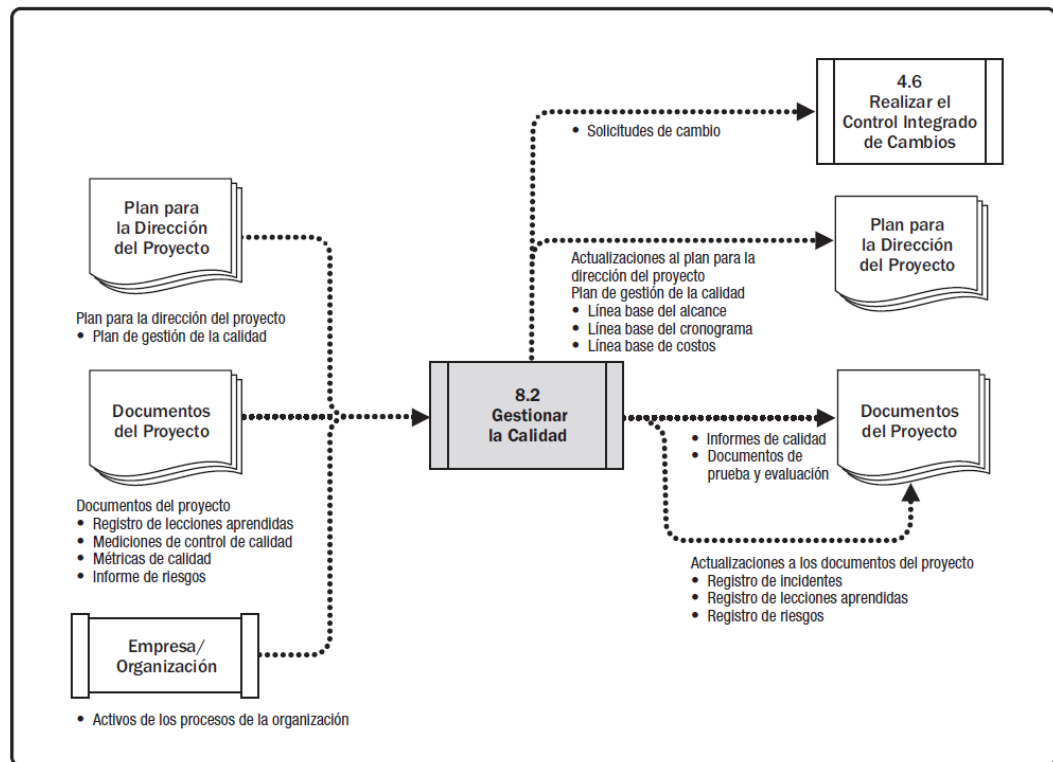 4.6
Realizar el
Control Integrado
de Cambios
• Solicitudes de cambio
Plan para
la Dirección
del Proyecto
Plan para la dirección del proyecto
• Plan de gestión de la calidad
Plan para
la Dirección
del Proyecto
Actualizaciones al plan para la
dirección del proyecto
Plan de gestión de la calidad
• Línea base del alcance
• Línea base del cronograma
• Línea base de costos
Documentos
del Proyecto
Documentos del proyecto
• Registro de lecciones aprendidas
• Mediciones de control de calidad
• Métricas de calidad
• Informe de riesgos
8.2
Gestionar
la Calidad
• Informes de calidad
• Documentos de
prueba y evaluación
Documentos
del Proyecto
Actualizaciones a los documentos del proyecto
• Registro de incidentes
• Registro de lecciones aprendidas
• Registro de riesgos
Empresa/
Organización
• Activos de los procesos de la organización